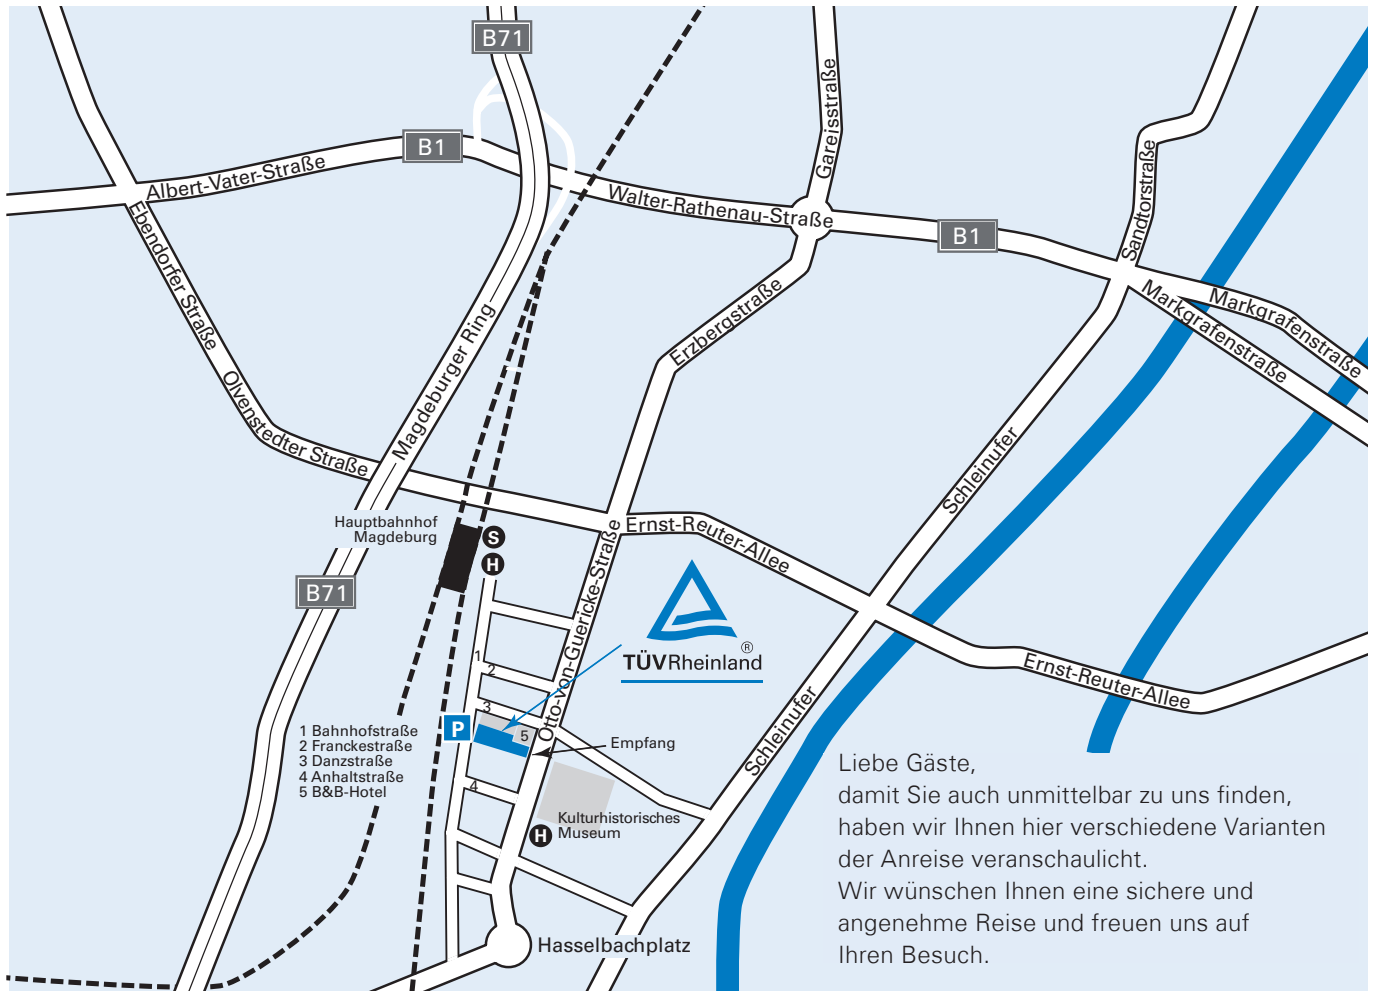 B71
B1
Albert-Vater-Straße
Ebendorfer Straße
Walter-Rathenau-Straße
Gareisstraße
B1
Sandtorstraße
Markgrafenstraße
Markgrafenstraße
Erzbergstraße
Magdeburger Ring
Olvenstedter Straße
Schleinufer
Hauptbahnhof
Magdeburg
S
H
Ernst-Reuter-Allee
B71
Otto-von-Guericke-Straße
TÜVRheinland
®
Ernst-Reuter-Allee
Schleinufer
1
2
3
P
5
4
Empfang
1 Bahnhofstraße
2 Franckestraße
3 Danzstraße
4 Anhaltstraße
5 B&B-Hotel
Kulturhistorisches
Museum
H
Hasselbachplatz
Liebe Gäste,
damit Sie auch unmittelbar zu uns finden,
haben wir Ihnen hier verschiedene Varianten
der Anreise veranschaulicht.
Wir wünschen Ihnen eine sichere und
angenehme Reise und freuen uns auf
Ihren Besuch.